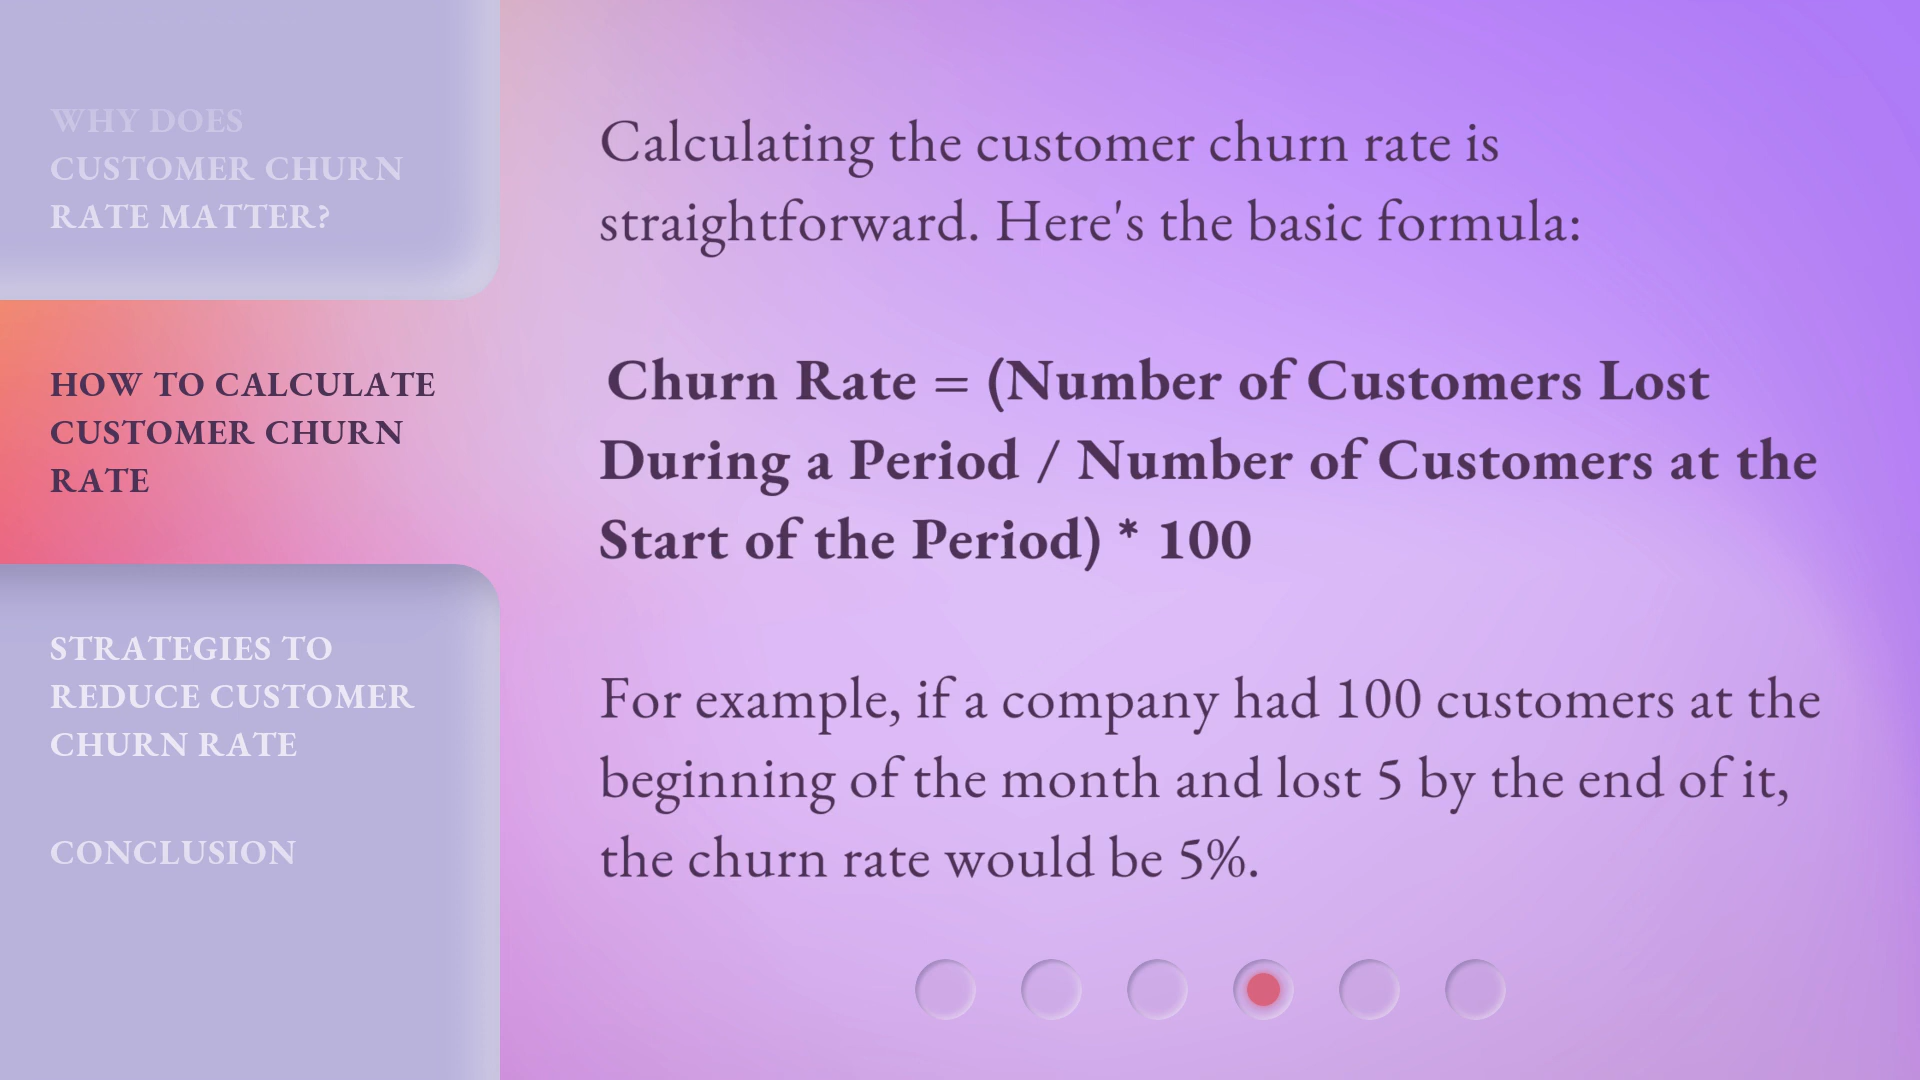 WHY DOES
CUSTOMER CHURN
RATE MATTER?
HOW TO CALCULATE
CUSTOMER CHURN
RATE
STRATEGIES TO
REDUCE CUSTOMER
CHURN RATE
CONCLUSION
Calculating the customer churn rate is
straightforward. Here's the basic formula:
Churn Rate = (Number of Customers Lost
During a Period / Number of Customers at the
Start of the Period) * 100
For example, if a company had 100 customers at the
beginning of the month and lost 5 by the end of it,
the churn rate would be 5%.